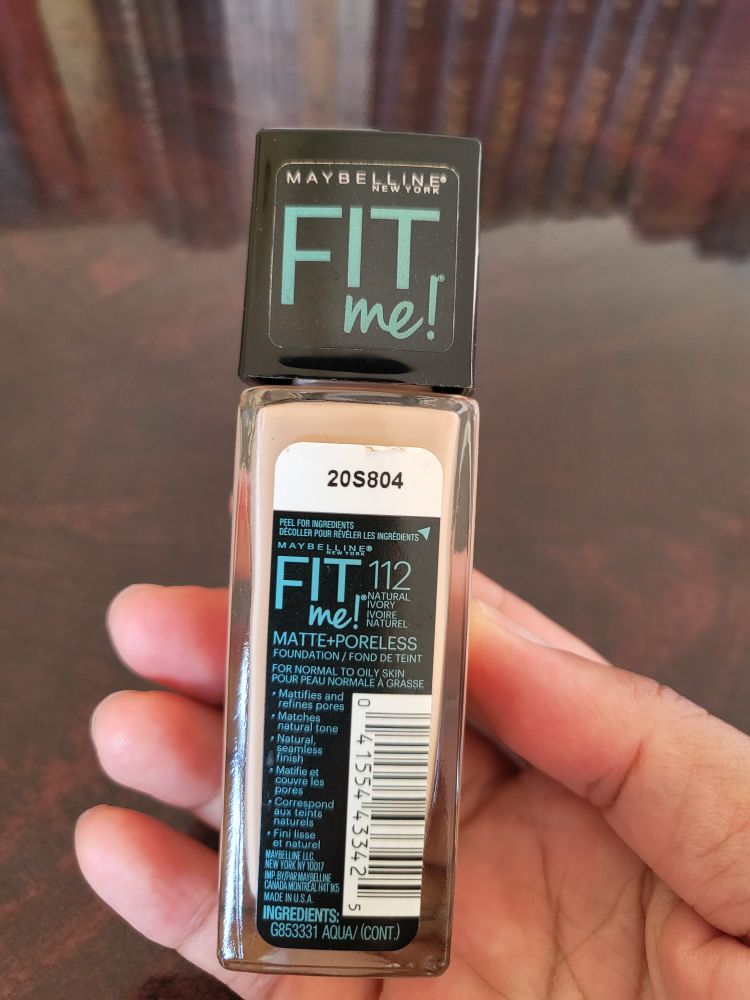 MAYBELLINE®
NEW YORK
FIT
me!®
20S804
PEEL FOR INGREDIENTS
DÉCOLLER POUR RÉVÉLER LES INGRÉDIENTS
MAYBELLINE®
NEW YORK
FIT
me!®
112
NATURAL
IVORY
IVOIRE
NATUREL
MATTE+PORELESS
FOUNDATION / FOND DE TEINT
FOR NORMAL TO OILY SKIN
POUR PEAU NORMALE À GRASSE
• Mattifies and
refines pores
• Matches
natural tone
• Natural,
seamless
finish
• Matifie et
couvre les
pores
• Correspond
aux teints
naturels
• Fini lisse
et naturel
MAYBELLINE LLC,
NEW YORK NY 10017
IMP. BY/PAR MAYBELLINE
CANADA MONTRÉAL H4T 1K5
MADE IN U.S.A.
INGREDIENTS:
G853331 AQUA/ (CONT.)
0 41554 43342 5